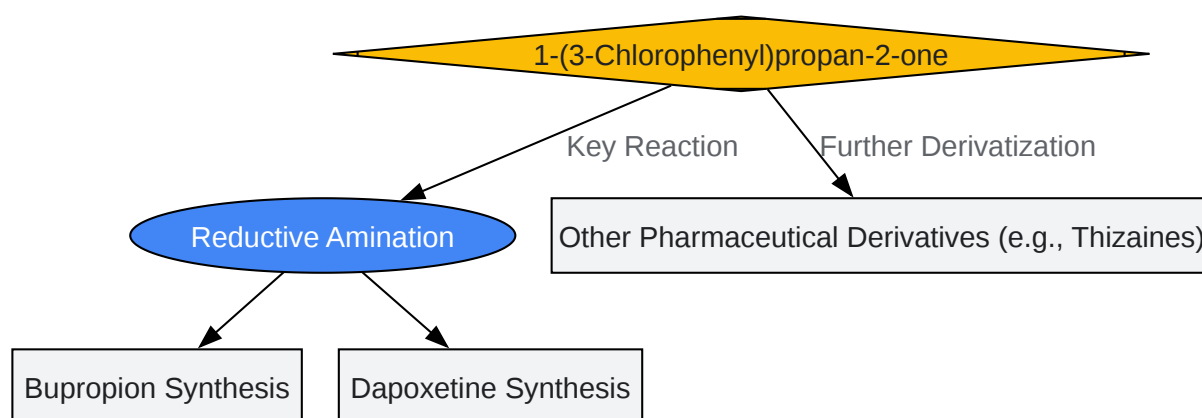 1-(3-Chlorophenyl)propan-2-one
Key Reaction
Further Derivatization
Reductive Amination
Other Pharmaceutical Derivatives (e.g., Thizaines)
Bupropion Synthesis
Dapoxetine Synthesis